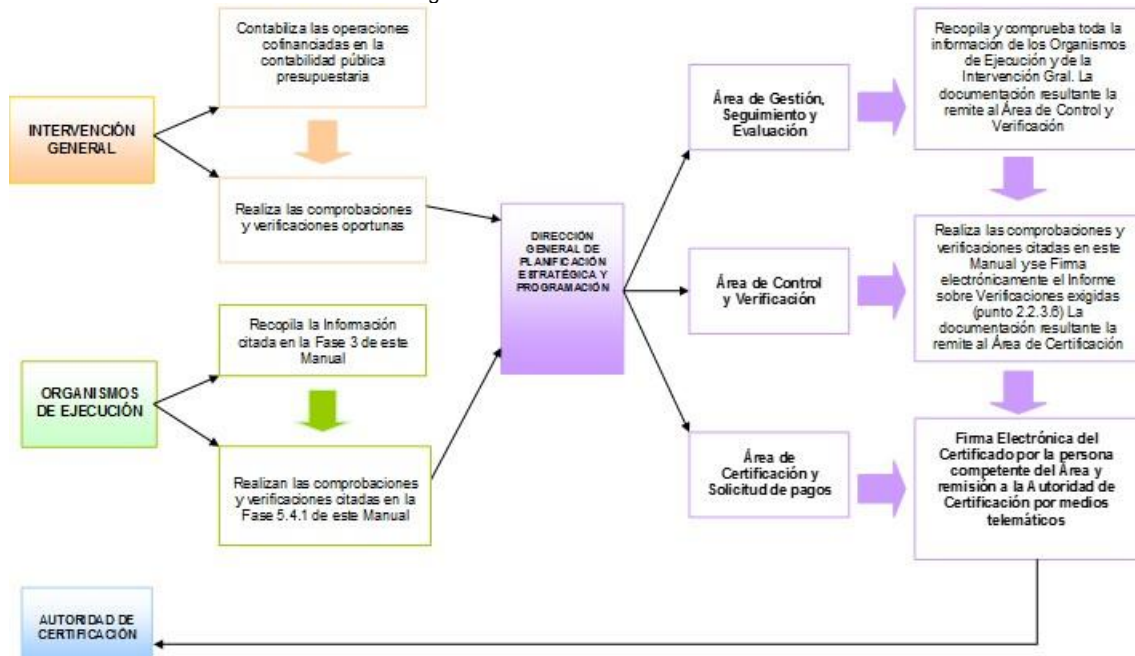 Contabiliza las operaciones
cofinanciadas en la
contabilidad pública
presupuestaria
INTERVENCIÓN
GENERAL
Realiza las comprobaciones
y verificaciones oportunas
Recopila la Información
citada en la Fase 3 de este
Manual
ORGANISMOS
DE EJECUCIÓN
Realizan las comprobaciones
y verificaciones citadas en la
Fase 5.4.1 de este Manual
DIRECCIÓN
GENERAL DE
PLANIFICACIÓN
ESTRATÉGICA Y
PROGRAMACIÓN
Área de Gestión,
Seguimiento y
Evaluación
Recopila y comprueba toda la
información de los Organismos
de Ejecución y de la
Intervención Gral. La
documentación resultante la
remite al Área de Control y
Verificación
Área de Control
y Verificación
Realiza las comprobaciones y
verificaciones citadas en este
Manual yse Firma
electrónicamente el Informe
sobre Verificaciones exigidas
(punto 2.2.3.6) La
documentación resultante la
remite al Área de Certificación
Área de
Certificación y
Solicitud de pagos
Firma Electrónica del
Certificado por la persona
competente del Área y
remisión a la Autoridad de
Certificación por medios
telemáticos
AUTORIDAD DE
CERTIFICACIÓN